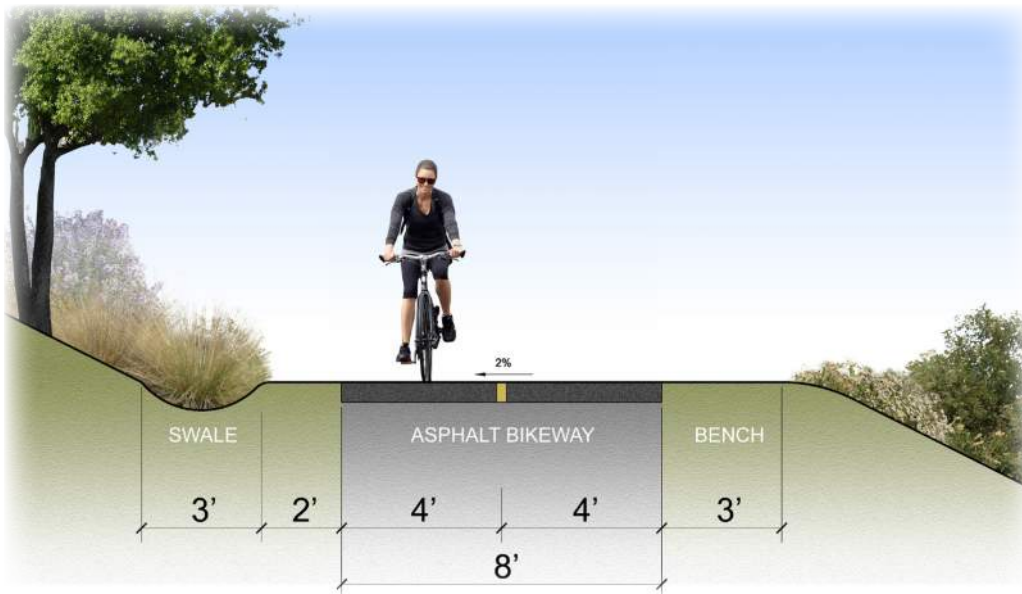 2%
SWALE
ASPHALT BIKEWAY
BENCH
3’
2’
4’
4’
3’
8’